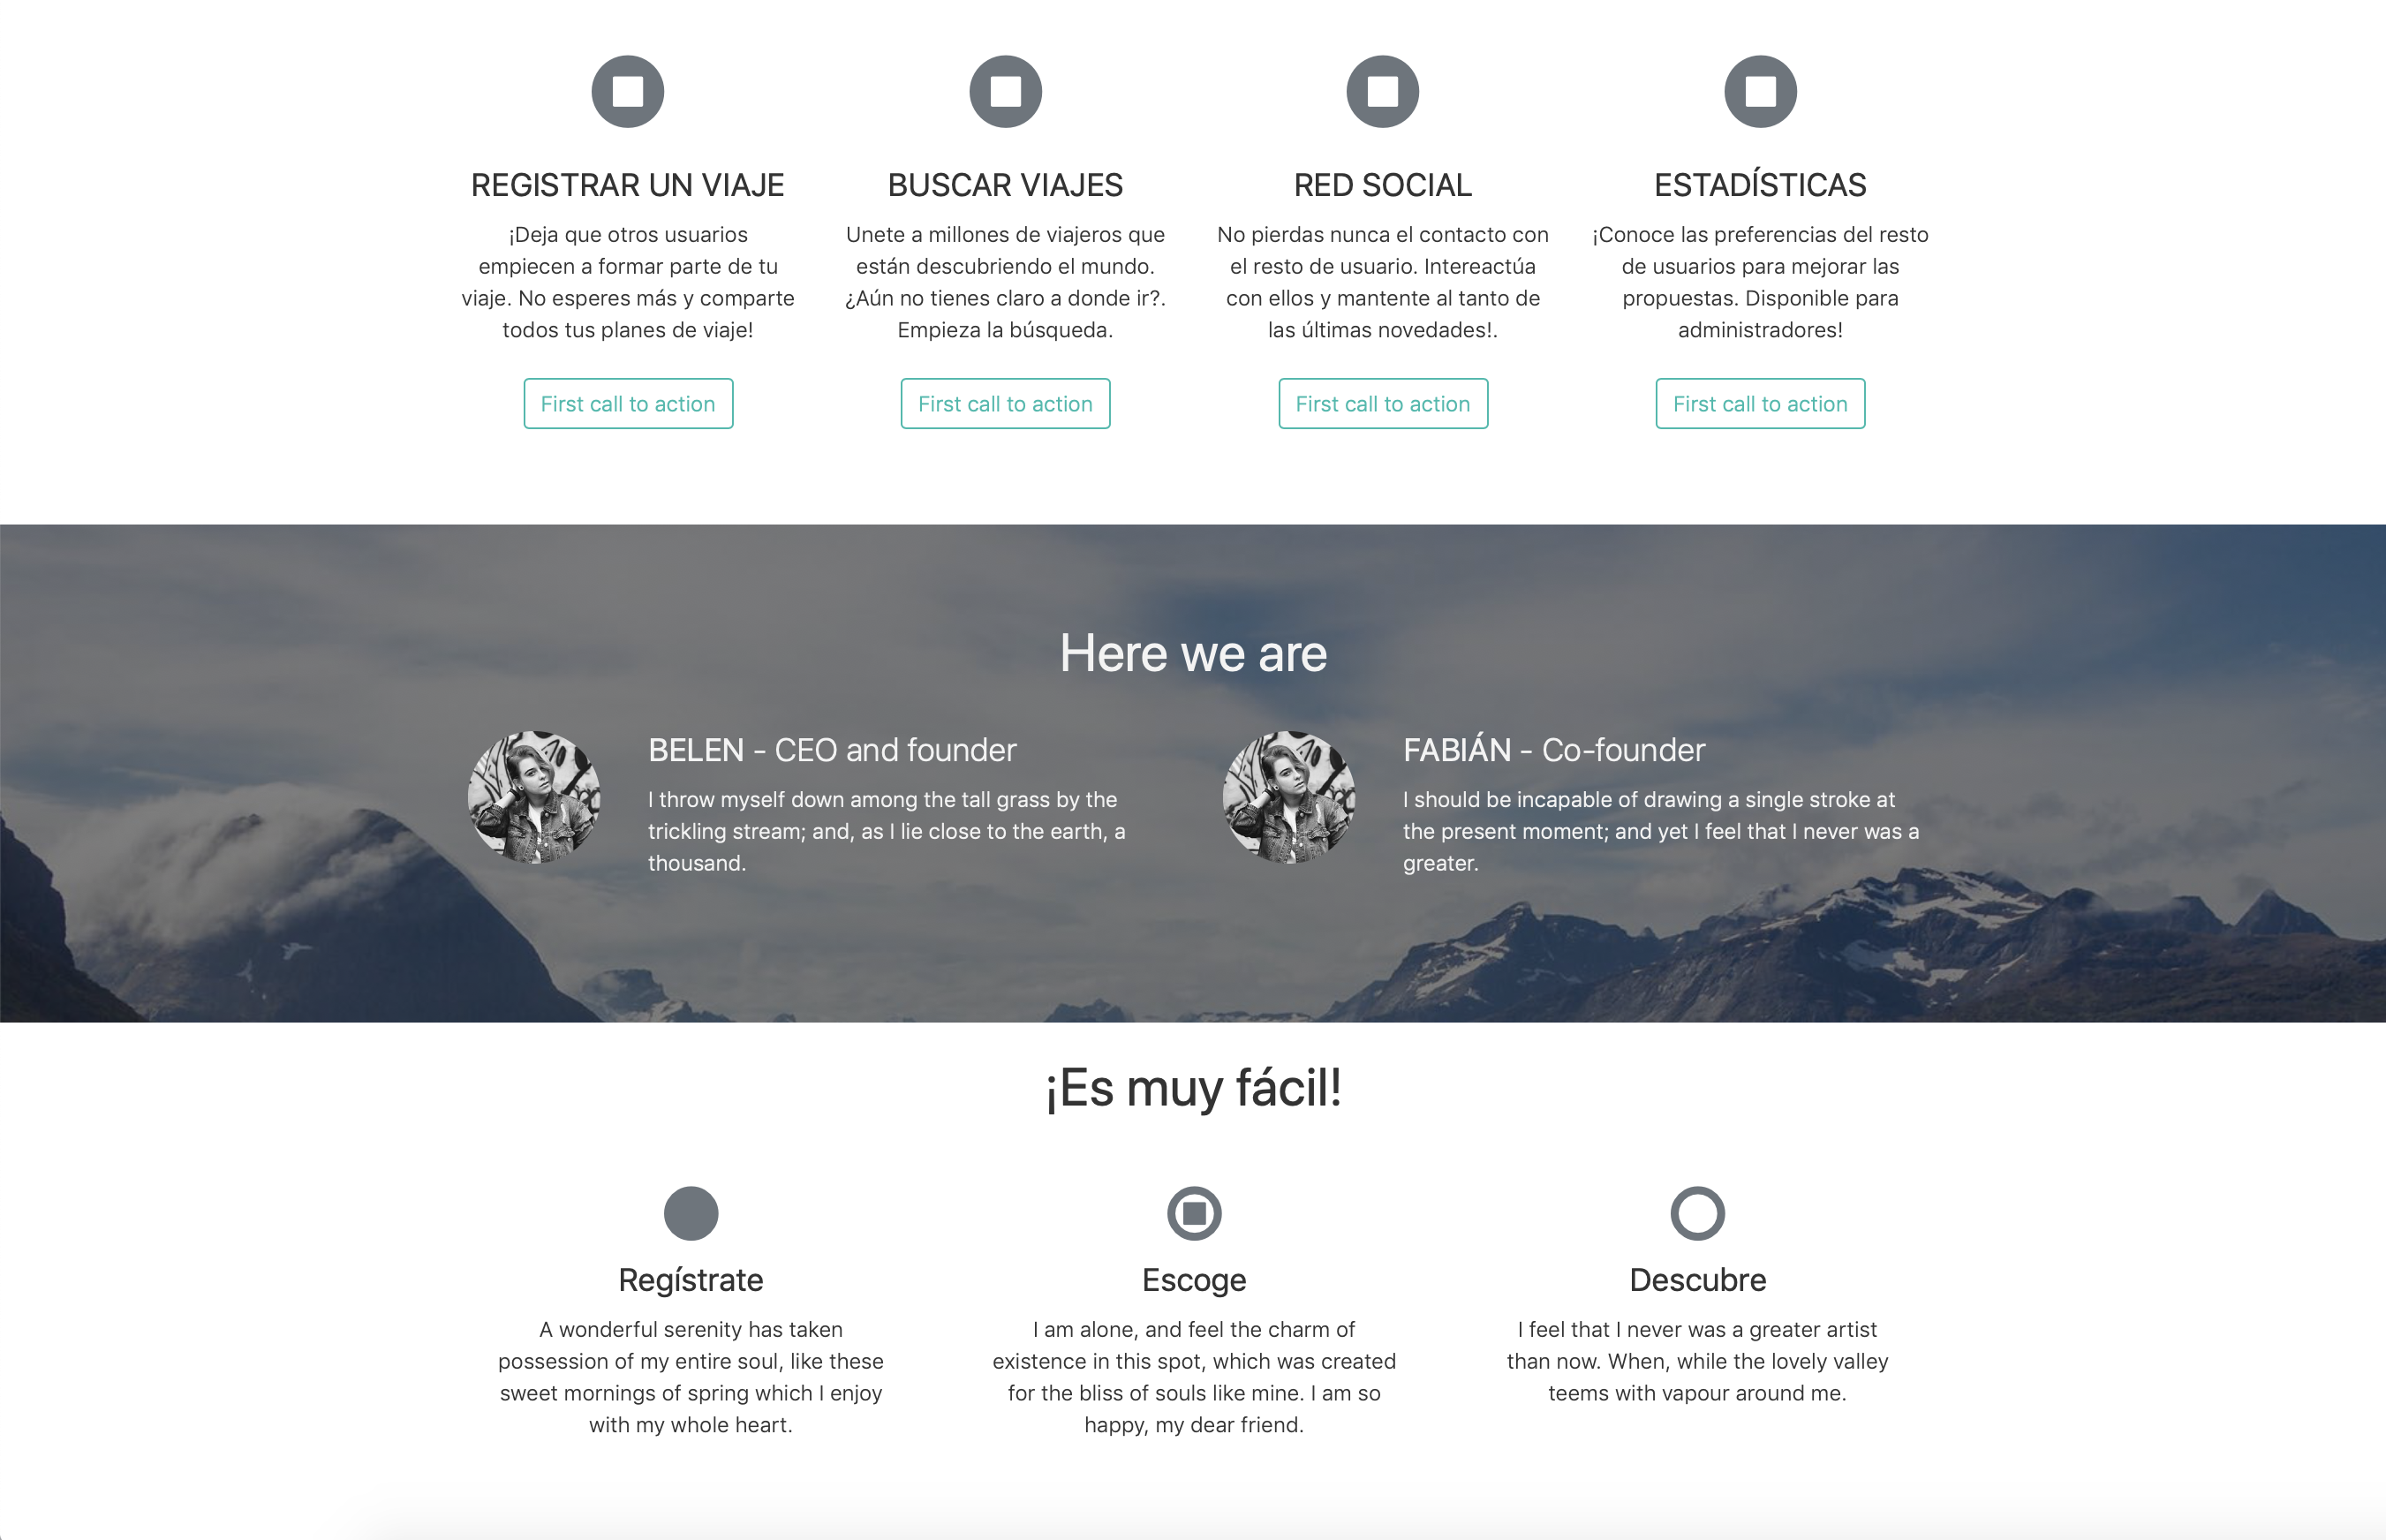 REGISTRAR UN VIAJE
¡Deja que otros usuarios
empiecen a formar parte de tu
viaje. No esperes más y comparte
todos tus planes de viaje!
First call to action
BUSCAR VIAJES
Unete a millones de viajeros que
están descubriendo el mundo.
¿Aún no tienes claro a donde ir?.
Empieza la búsqueda.
First call to action
RED SOCIAL
No pierdas nunca el contacto con
el resto de usuario. Intereactúa
con ellos y mantente al tanto de
las últimas novedades!.
First call to action
ESTADÍSTICAS
¡Conoce las preferencias del resto
de usuarios para mejorar las
propuestas. Disponible para
administradores!
First call to action
Here we are
BELEN - CEO and founder
I throw myself down among the tall grass by the
trickling stream; and, as I lie close to the earth, a
thousand.
FABIÁN - Co-founder
I should be incapable of drawing a single stroke at
the present moment; and yet I feel that I never was a
greater.
¡Es muy fácil!
Regístrate
A wonderful serenity has taken
possession of my entire soul, like these
sweet mornings of spring which I enjoy
with my whole heart.
Escoge
I am alone, and feel the charm of
existence in this spot, which was created
for the bliss of souls like mine. I am so
happy, my dear friend.
Descubre
I feel that I never was a greater artist
than now. When, while the lovely valley
teems with vapour around me.